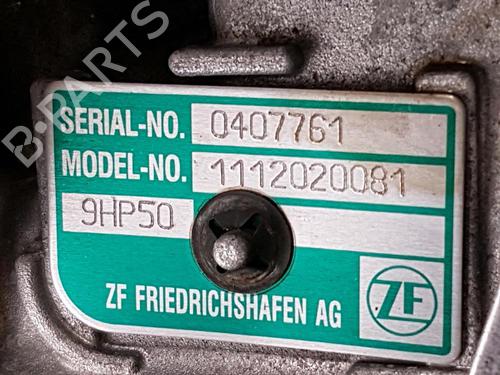 B-PARTS
SERIAL-NO. 0407761
MODEL-NO. 1112020081
9HP50
ZF FRIEDRICHSHAFEN AG
ZF